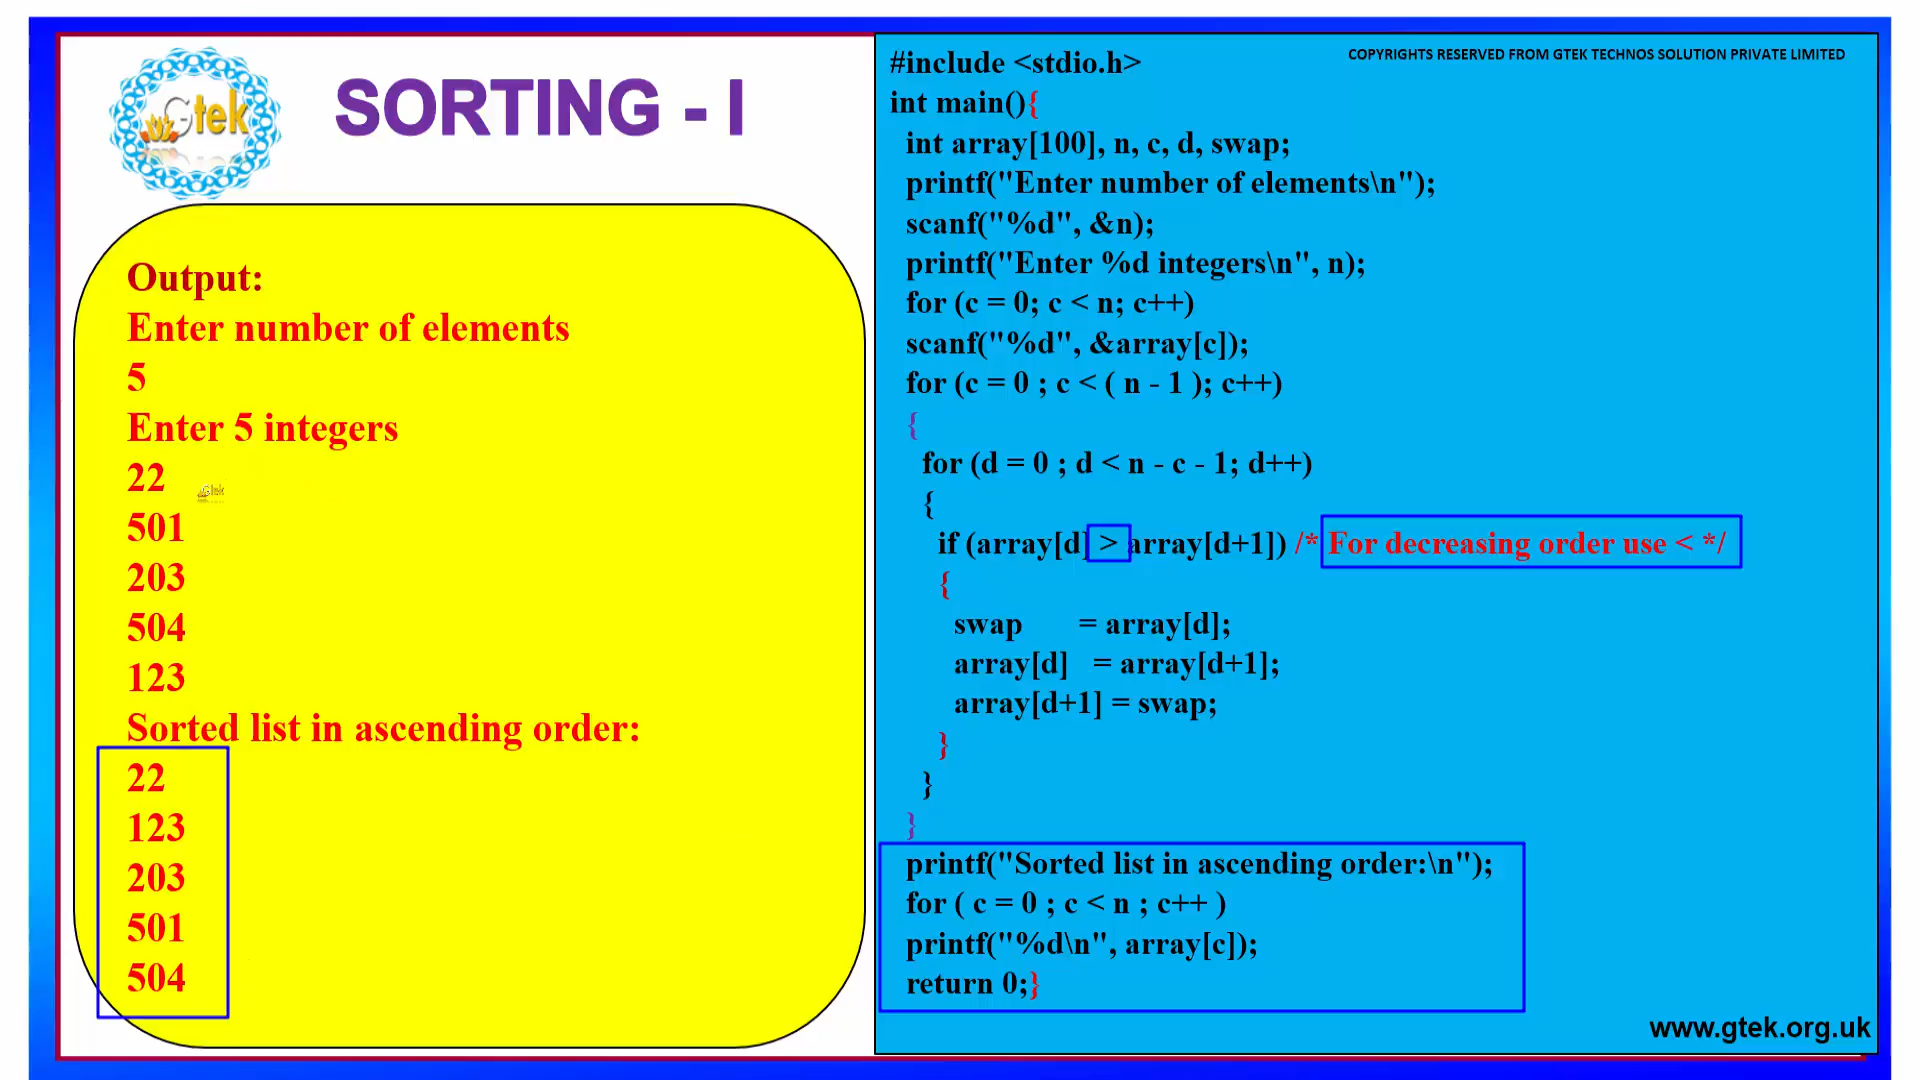 Gtek
SORTING - I
Output:
Enter number of elements
5
Enter 5 integers
22
Gtek
501
203
504
123
Sorted list in ascending order:
22
123
203
501
504
COPYRIGHTS RESERVED FROM GTEK TECHNOS SOLUTION PRIVATE LIMITED
#include <stdio.h>
int main(){
int array[100], n, c, d, swap;
printf("Enter number of elements\n");
scanf("%d", &n);
printf("Enter %d integers\n", n);
for (c = 0; c < n; c++)
scanf("%d", &array[c]);
for (c = 0 ; c < ( n - 1 ); c++)
{
for (d = 0 ; d < n - c - 1; d++)
{
if (array[d] > array[d+1]) /* For decreasing order use < */
{
swap = array[d];
array[d] = array[d+1];
array[d+1] = swap;
}
}
}
printf("Sorted list in ascending order:\n");
for ( c = 0 ; c < n ; c++ )
printf("%d\n", array[c]);
return 0;}
www.gtek.org.uk